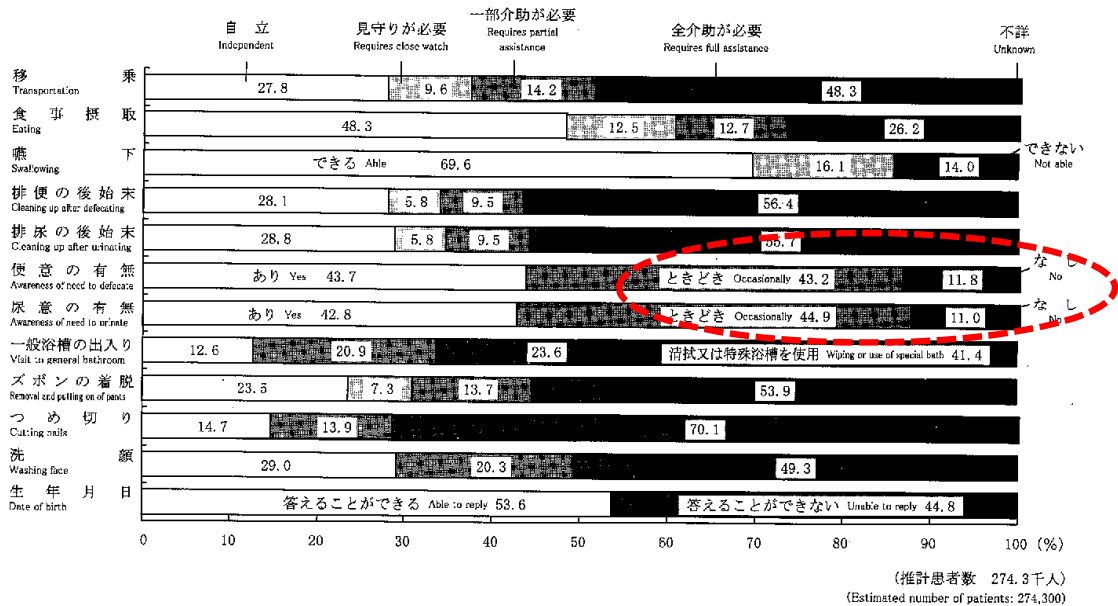 自 立 見守りが必要 一部介助が必要 全介助が必要 不詳
Independent Requires close watch Requires partial assistance Requires full assistance Unknown
移 乗 27.8 9.6 14.2 48.3
Transportation
食 事 摂 取 48.3 12.5 12.7 26.2
Eating
嚥 下 できる Able 69.6 16.1 14.0 できない
Swallowing Not able
排 便 の 後 始 末 28.1 5.8 9.5 56.4
Cleaning up after defecating
排 尿 の 後 始 末 28.8 5.8 9.5 55.7
Cleaning up after urinating
便 意 の 有 無 あり Yes 43.7 ときどき Occasionally 43.2 11.8 な し
Awareness of need to defecate No
尿 意 の 有 無 あり Yes 42.8 ときどき Occasionally 44.9 11.0 な し
Awareness of need to urinate No
一般浴槽の出入り 12.6 20.9 23.6 清拭又は特殊浴槽を使用 Wiping or use of special bath 41.4
Visit to general bathroom
ズ ボ ン の 着 脱 23.5 7.3 13.7 53.9
Removal and putting on of pants
つ め 切 り 14.7 13.9 70.1
Cutting nails
洗 顔 29.0 20.3 49.3
Washing face
生 年 月 日 答えることができる Able to reply 53.6 答えることができない Unable to reply 44.8
Date of birth
0 10 20 30 40 50 60 70 80 90 100 (%)
(推計患者数 274.3千人)
(Estimated number of patients: 274,300)